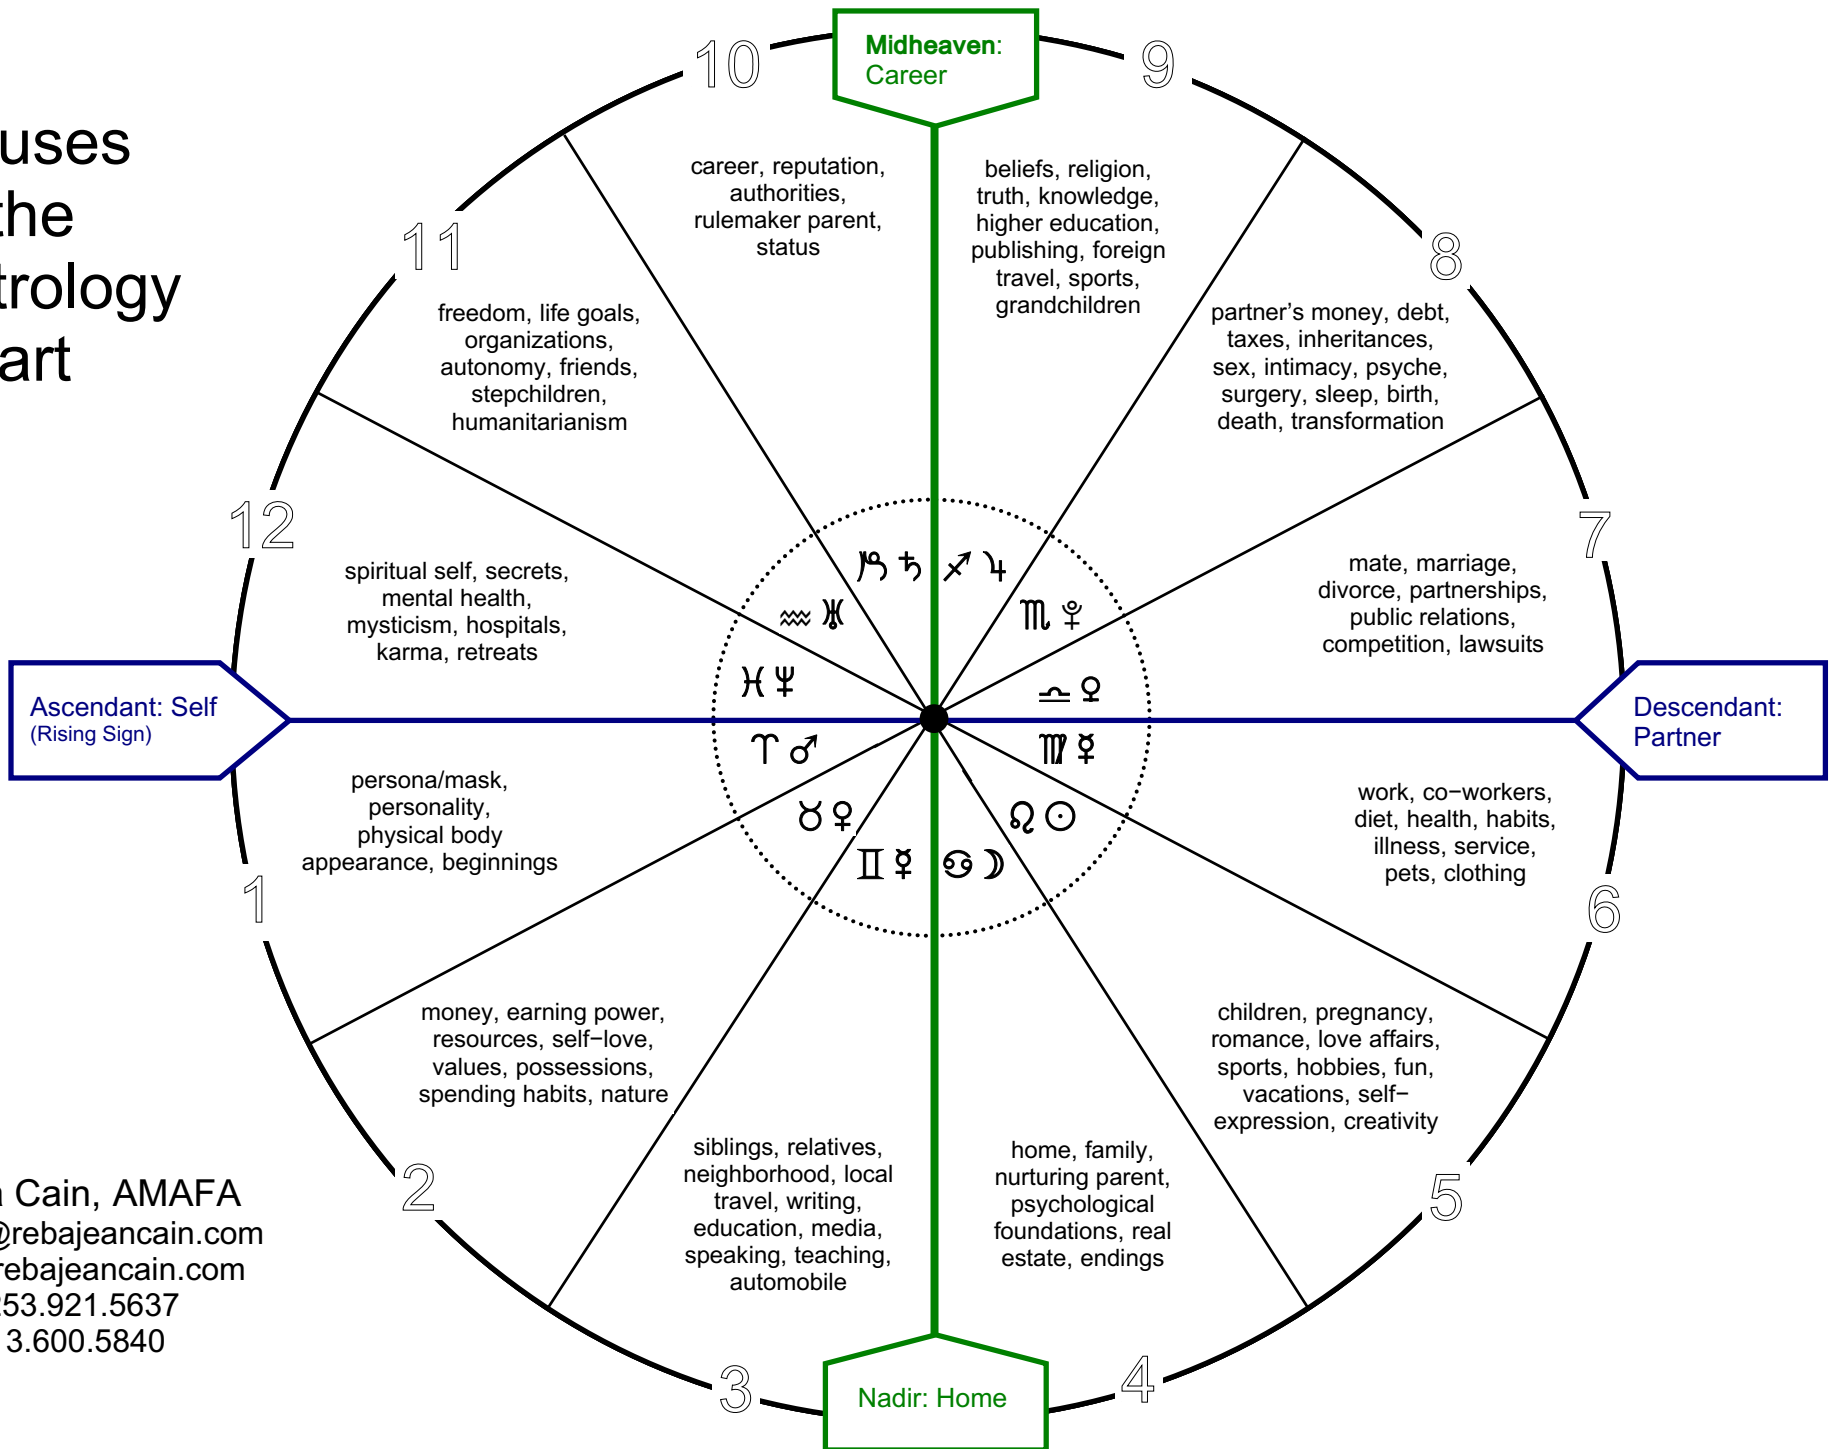 uses
the
trology
art
10
Midheaven:
Career
9
career, reputation,
authorities,
rulemaker parent,
status
beliefs, religion,
truth, knowledge,
higher education,
publishing, foreign
travel, sports,
grandchildren
11
8
freedom, life goals,
organizations,
autonomy, friends,
stepchildren,
humanitarianism
partner's money, debt,
taxes, inheritances,
sex, intimacy, psyche,
surgery, sleep, birth,
death, transformation
12
7
spiritual self, secrets,
mental health,
mysticism, hospitals,
karma, retreats
mate, marriage,
divorce, partnerships,
public relations,
competition, lawsuits
♑ ♄ ♐ ♃
♒ ♅ ♏ ⯓
♓ ♆ ♎ ♀
Ascendant: Self
(Rising Sign)
Descendant:
Partner
♈ ♂ ♍ ☿
♉ ♀ ♌ ☉
♊ ☿ ♋ ☽
persona/mask,
personality,
physical body
appearance, beginnings
work, co−workers,
diet, health, habits,
illness, service,
pets, clothing
1
6
money, earning power,
resources, self−love,
values, possessions,
spending habits, nature
children, pregnancy,
romance, love affairs,
sports, hobbies, fun,
vacations, self−
expression, creativity
2
5
siblings, relatives,
neighborhood, local
travel, writing,
education, media,
speaking, teaching,
automobile
home, family,
nurturing parent,
psychological
foundations, real
estate, endings
Cain, AMAFA
@rebajeancain.com
rebajeancain.com
53.921.5637
3.600.5840
3
Nadir: Home
4